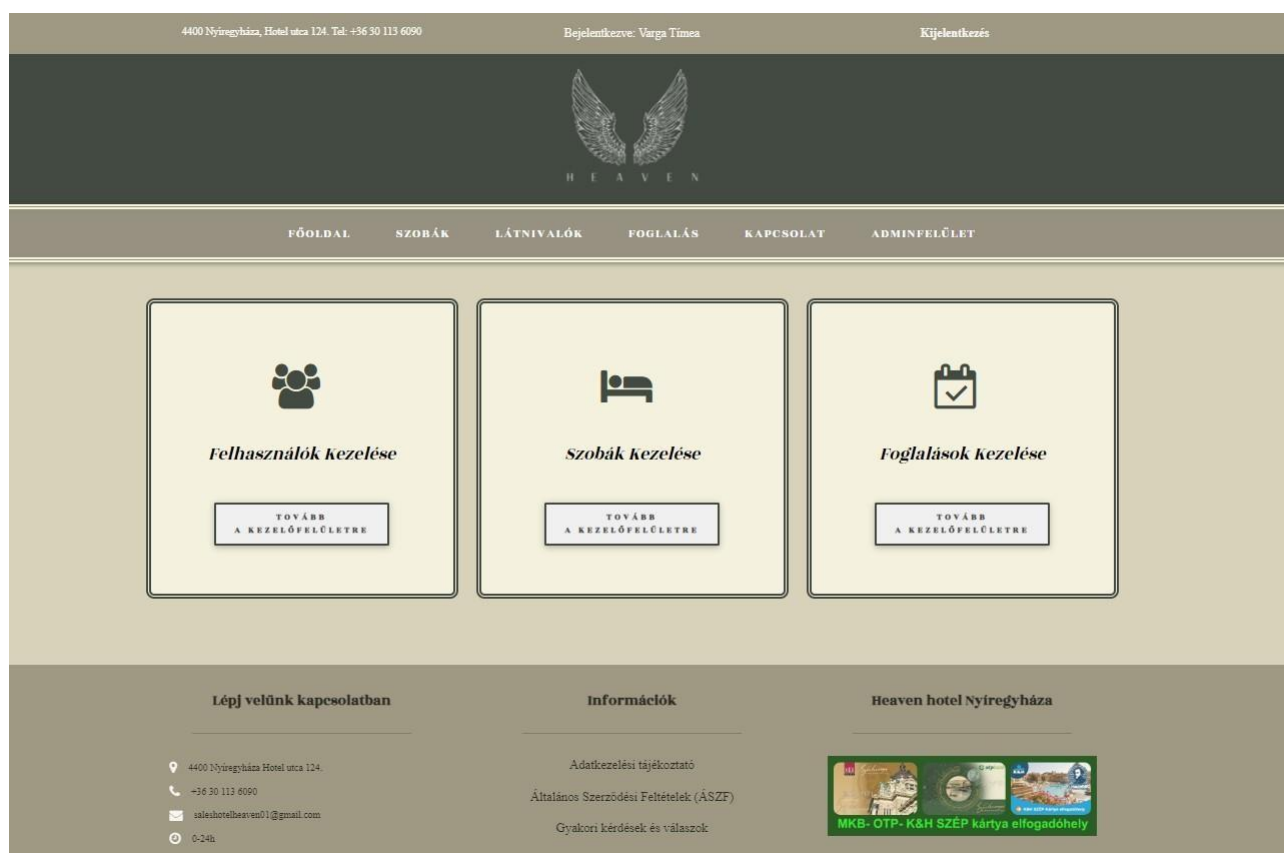 4400 Nyíregyháza, Hotel utca 124. Tel: +36 30 113 6090
Bejelentkezve: Varga Tímea
Kijelentkezés
HEAVEN
FŐOLDAL SZOBÁK LÁTNIVALÓK FOGLALÁS KAPCSOLAT ADMINFELÜLET
Felhasználók Kezelése
TOVÁBB
A KEZELŐFELÜLETRE
Szobák Kezelése
TOVÁBB
A KEZELŐFELÜLETRE
Foglalások Kezelése
TOVÁBB
A KEZELŐFELÜLETRE
Lépj velünk kapcsolatban
4400 Nyíregyháza Hotel utca 124.
+36 30 113 6090
saleshotelheaven01@gmail.com
0-24h
Információk
Adatkezelési tájékoztató
Általános Szerződési Feltételek (ÁSZF)
Gyakori kérdések és válaszok
Heaven hotel Nyíregyháza
MKB- OTP- K&H SZÉP kártya elfogadóhely